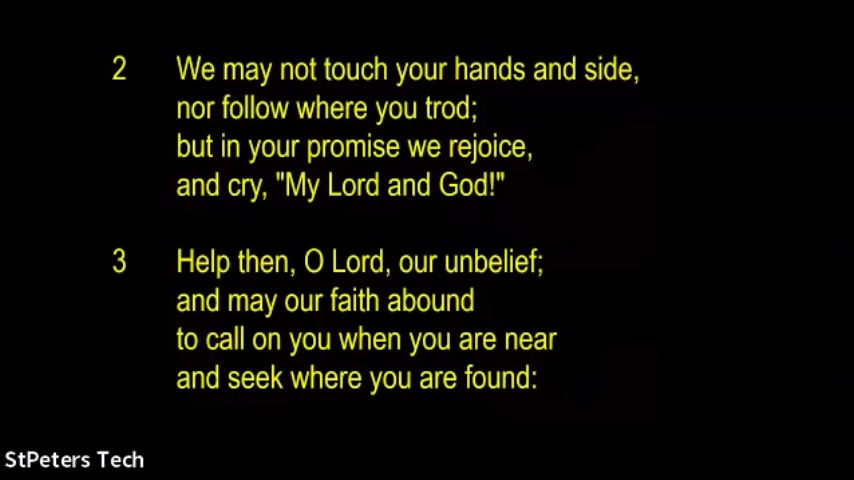 2 We may not touch your hands and side,
nor follow where you trod;
but in your promise we rejoice,
and cry, "My Lord and God!"
3 Help then, O Lord, our unbelief;
and may our faith abound
to call on you when you are near
and seek where you are found:
StPeters Tech